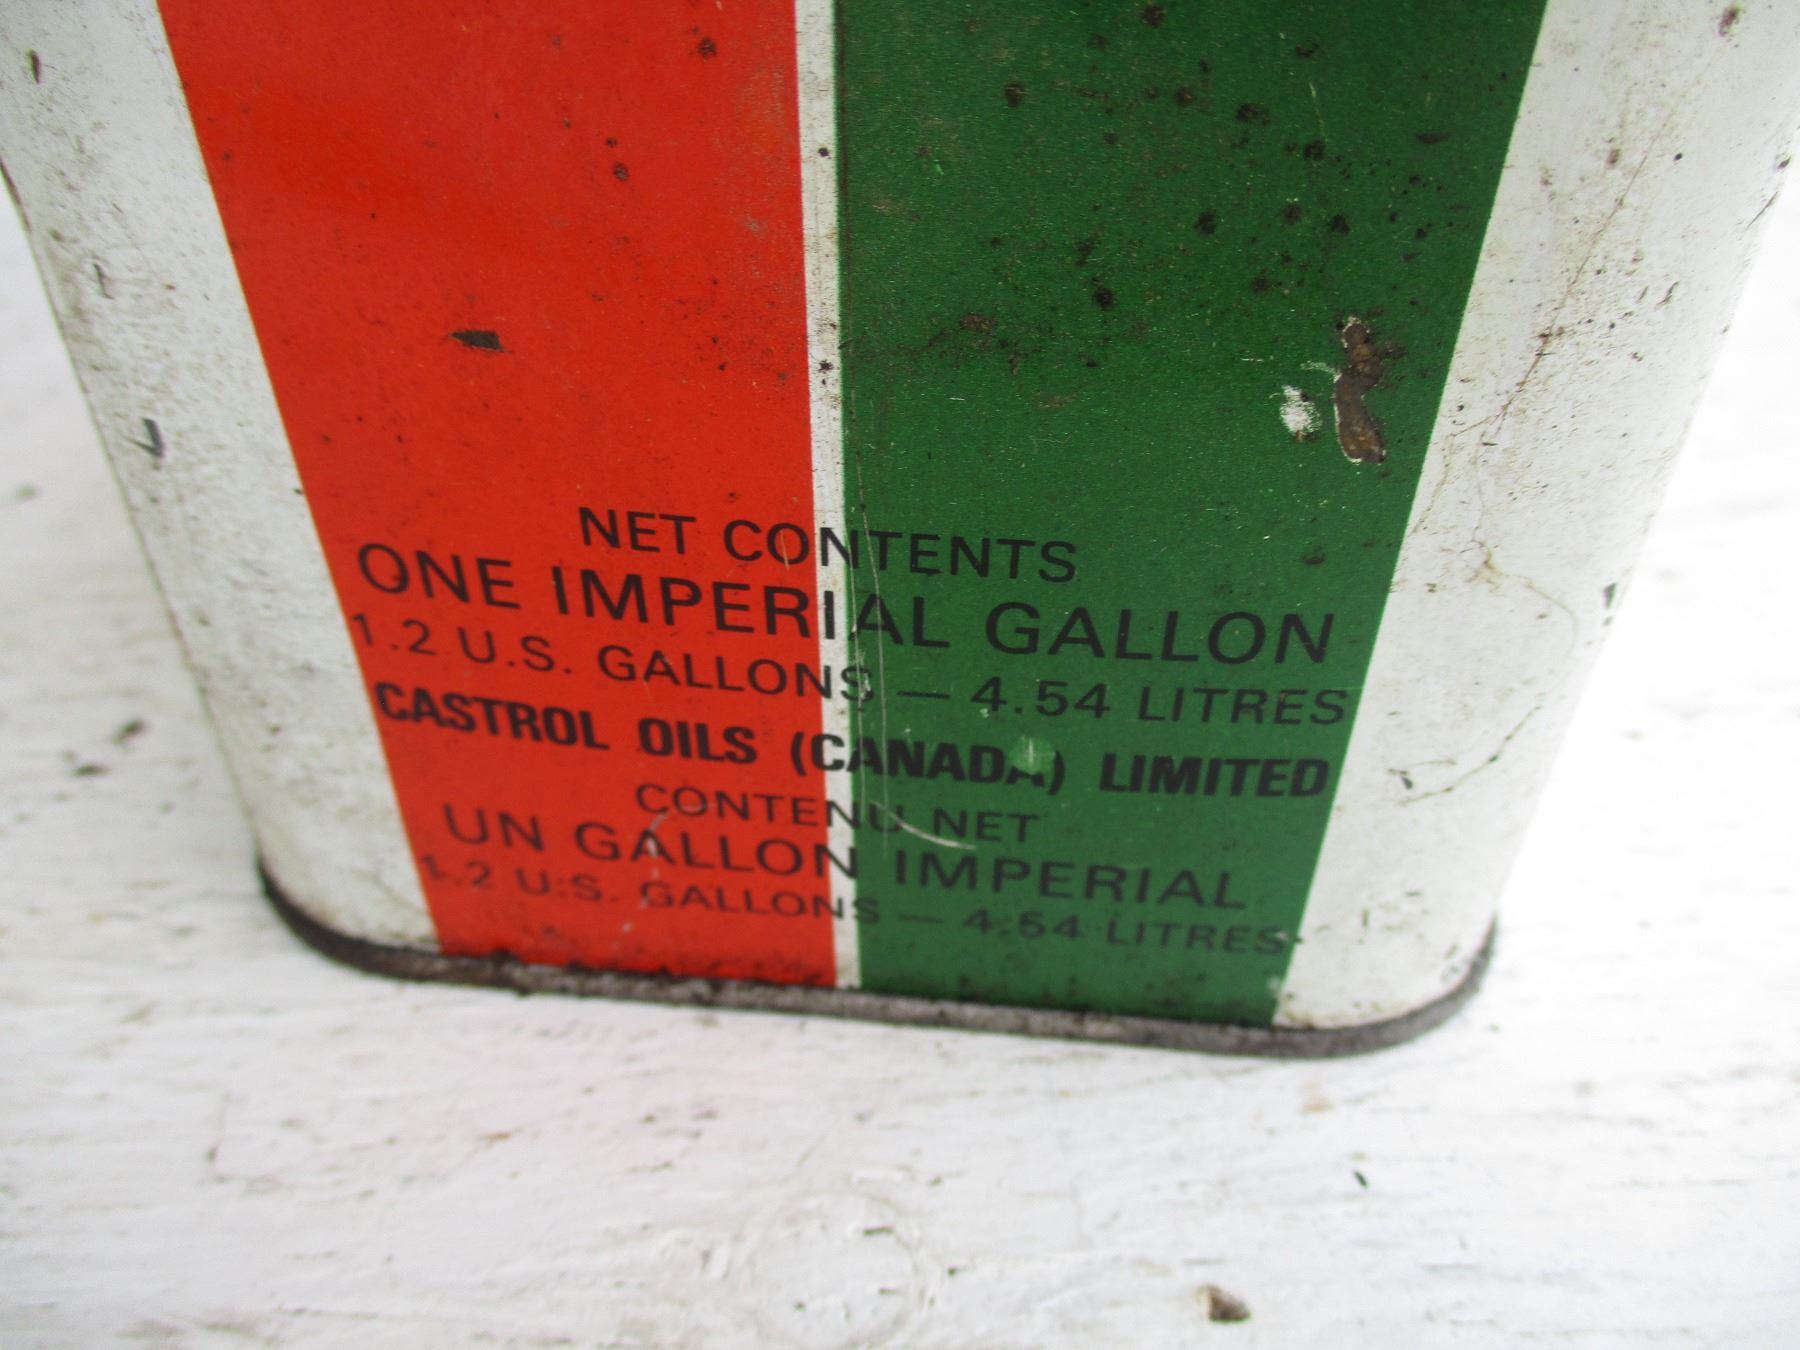 NET CONTENTS
ONE IMPERIAL GALLON
1.2 U.S. GALLONS — 4.54 LITRES
CASTROL OILS (CANADA) LIMITED
CONTENU NET
UN GALLON IMPERIAL
1.2 U.S. GALLONS — 4.54 LITRES